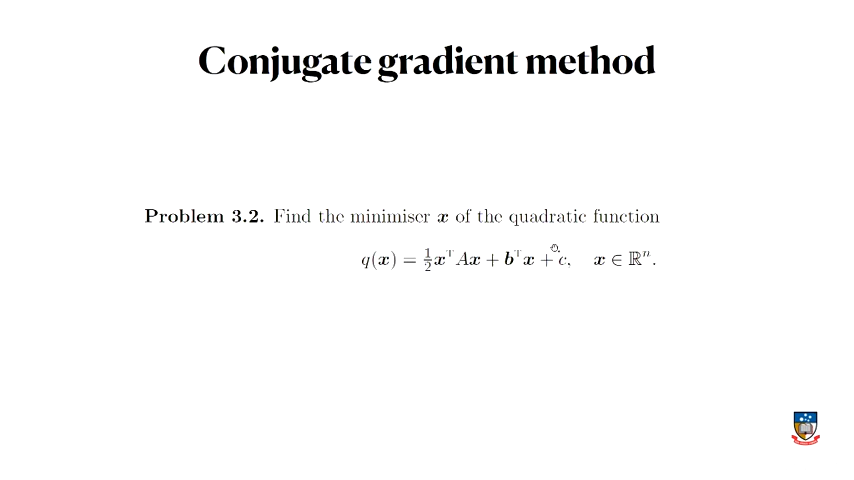 Conjugate gradient method
Problem 3.2. Find the minimiser x of the quadratic function
q(x) = ½xᵀAx + bᵀx + c, x ∈ ℝⁿ.